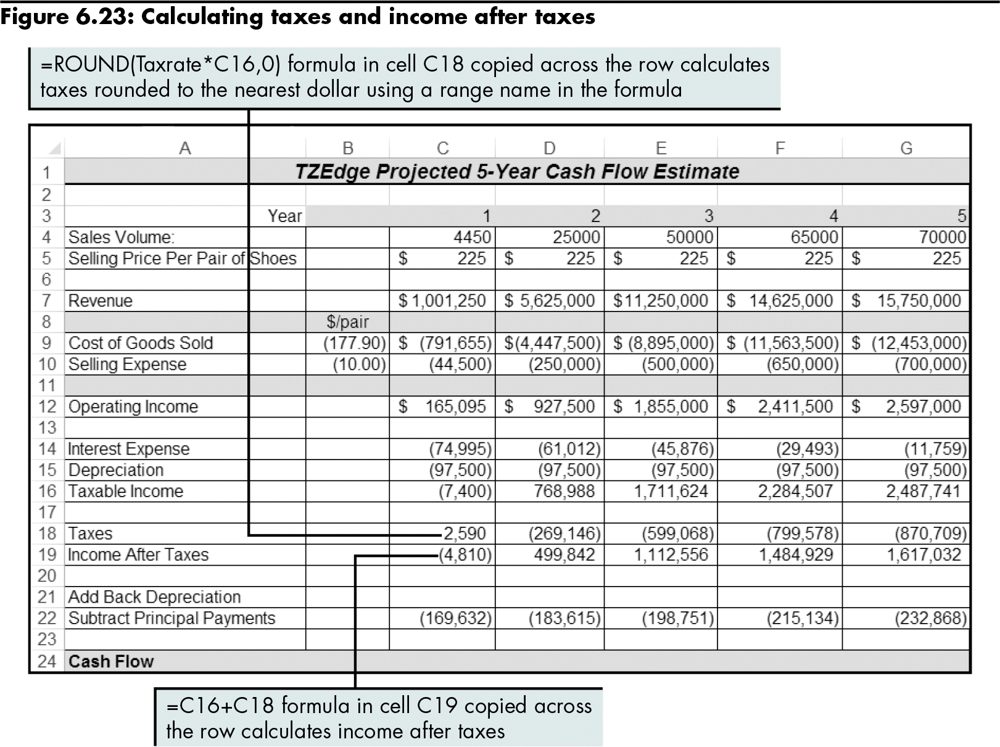 Figure 6.23: Calculating taxes and income after taxes
=ROUND(Taxrate*C16,0) formula in cell C18 copied across the row calculates
taxes rounded to the nearest dollar using a range name in the formula
A B C D E F G
1 TZEdge Projected 5-Year Cash Flow Estimate
2
3 Year 1 2 3 4 5
4 Sales Volume: 4450 25000 50000 65000 70000
5 Selling Price Per Pair of Shoes $ 225 $ 225 $ 225 $ 225 $ 225
6
7 Revenue $ 1,001,250 $ 5,625,000 $11,250,000 $ 14,625,000 $ 15,750,000
8 $/pair
9 Cost of Goods Sold (177.90) $ (791,655) $(4,447,500) $ (8,895,000) $ (11,563,500) $ (12,453,000)
10 Selling Expense (10.00) (44,500) (250,000) (500,000) (650,000) (700,000)
11
12 Operating Income $ 165,095 $ 927,500 $ 1,855,000 $ 2,411,500 $ 2,597,000
13
14 Interest Expense (74,995) (61,012) (45,876) (29,493) (11,759)
15 Depreciation (97,500) (97,500) (97,500) (97,500) (97,500)
16 Taxable Income (7,400) 768,988 1,711,624 2,284,507 2,487,741
17
18 Taxes 2,590 (269,146) (599,068) (799,578) (870,709)
19 Income After Taxes (4,810) 499,842 1,112,556 1,484,929 1,617,032
20
21 Add Back Depreciation
22 Subtract Principal Payments (169,632) (183,615) (198,751) (215,134) (232,868)
23
24 Cash Flow
=C16+C18 formula in cell C19 copied across
the row calculates income after taxes